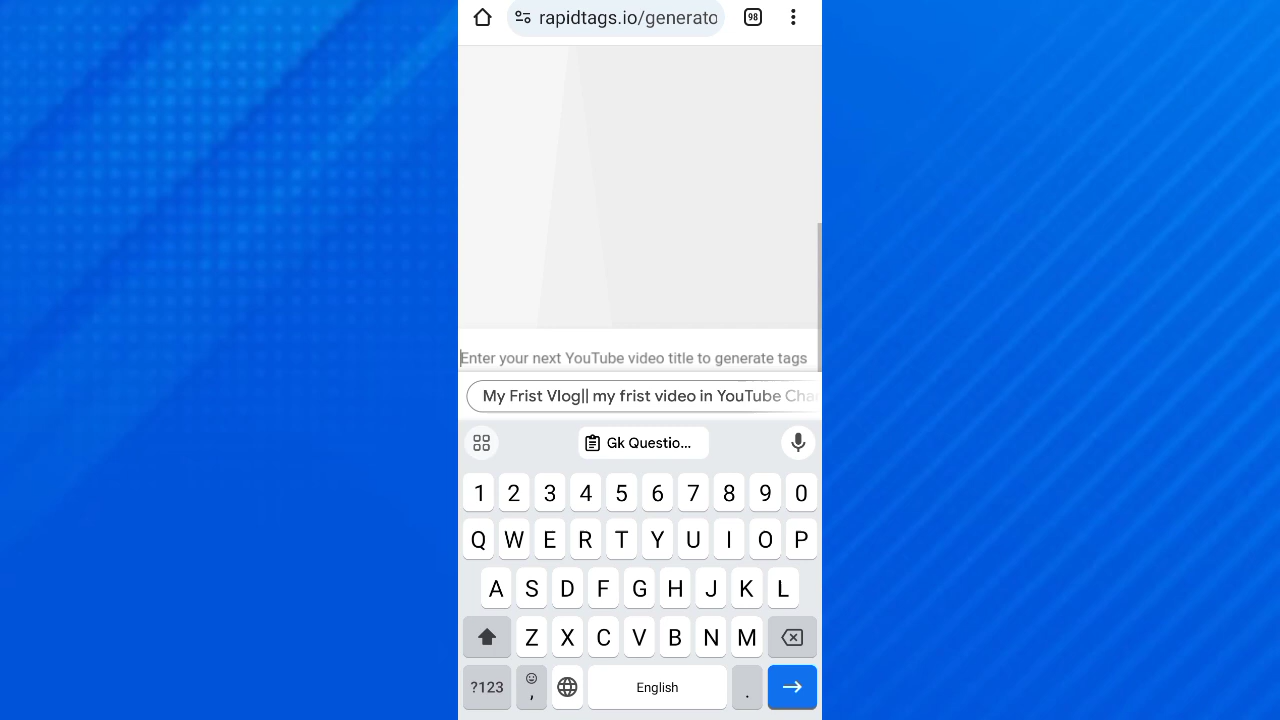 rapidtags.io/generato
98
Enter your next YouTube video title to generate tags
My Frist Vlog|| my frist video in YouTube Cha
Gk Questio...
1 2 3 4 5 6 7 8 9 0
Q W E R T Y U I O P
A S D F G H J K L
Z X C V B N M
?123 , English .